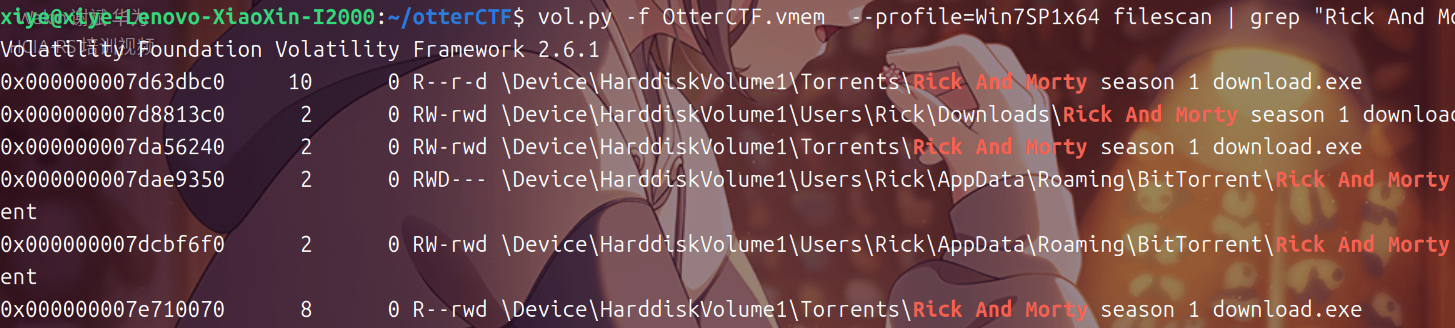 xiye@xiye-Lenovo-XiaoXin-I2000:~/otterCTF$ vol.py -f OtterCTF.vmem  --profile=Win7SP1x64 filescan | grep "Rick And Mo
Volatility Foundation Volatility Framework 2.6.1
0x000000007d63dbc0     10      0 R--r-d \Device\HarddiskVolume1\Torrents\Rick And Morty season 1 download.exe
0x000000007d8813c0      2      0 RW-rwd \Device\HarddiskVolume1\Users\Rick\Downloads\Rick And Morty season 1 downloa
0x000000007da56240      2      0 RW-rwd \Device\HarddiskVolume1\Torrents\Rick And Morty season 1 download.exe
0x000000007dae9350      2      0 RWD--- \Device\HarddiskVolume1\Users\Rick\AppData\Roaming\BitTorrent\Rick And Morty
ent
0x000000007dcbf6f0      2      0 RW-rwd \Device\HarddiskVolume1\Users\Rick\AppData\Roaming\BitTorrent\Rick And Morty
ent
0x000000007e710070      8      0 R--rwd \Device\HarddiskVolume1\Torrents\Rick And Morty season 1 download.exe